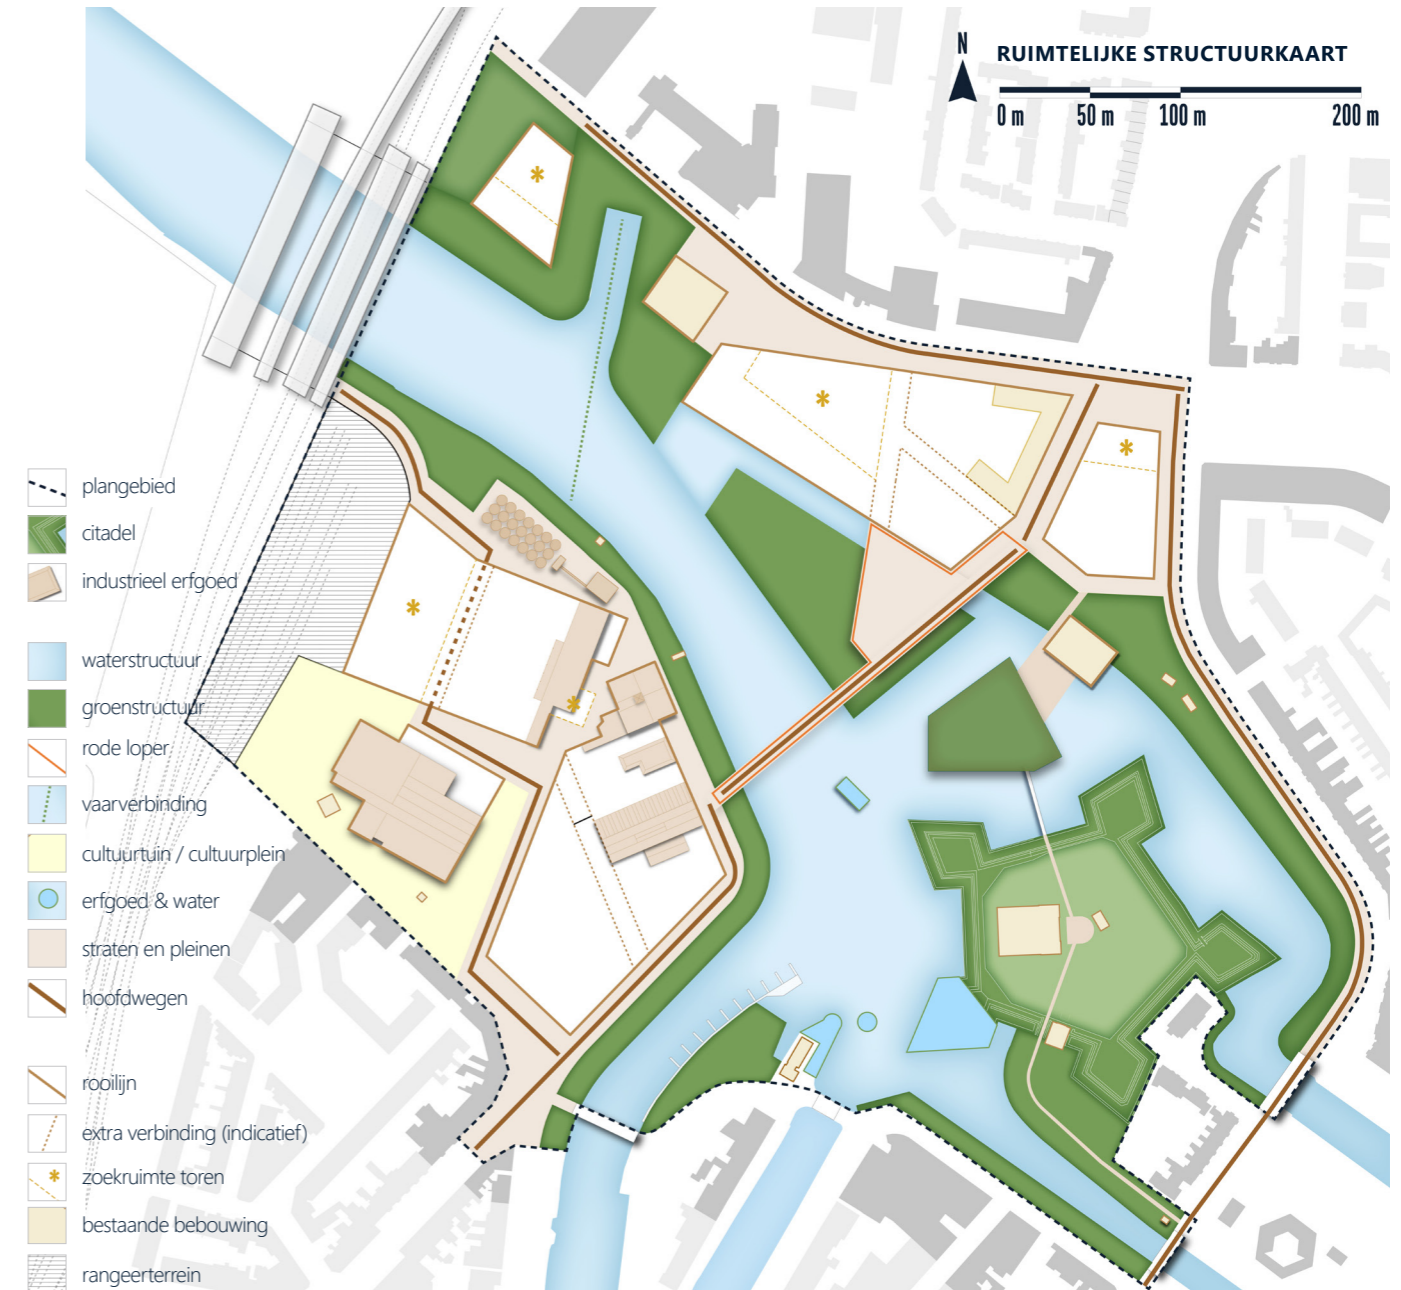 N
RUIMTELIJKE STRUCTUURKAART
0 m 50 m 100 m 200 m
plangebied
citadel
industrieel erfgoed
waterstructuur
groenstructuur
rode loper
vaarverbinding
cultuurtuin / cultuurplein
erfgoed & water
straten en pleinen
hoofdwegen
rooilijn
extra verbinding (indicatief)
zoekruimte toren
bestaande bebouwing
rangeerterrein